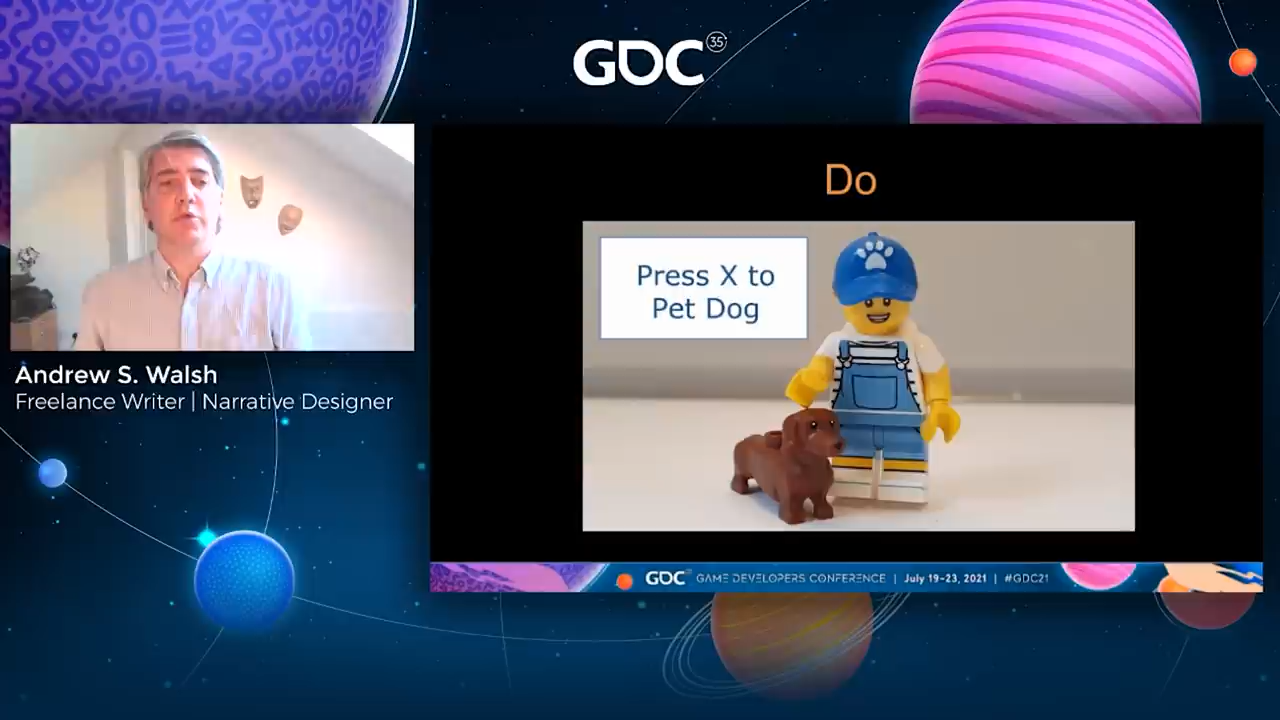 GDC 35
Do
Press X to
Pet Dog
Andrew S. Walsh
Freelance Writer | Narrative Designer
GDC GAME DEVELOPERS CONFERENCE | July 19-23, 2021 | #GDC21